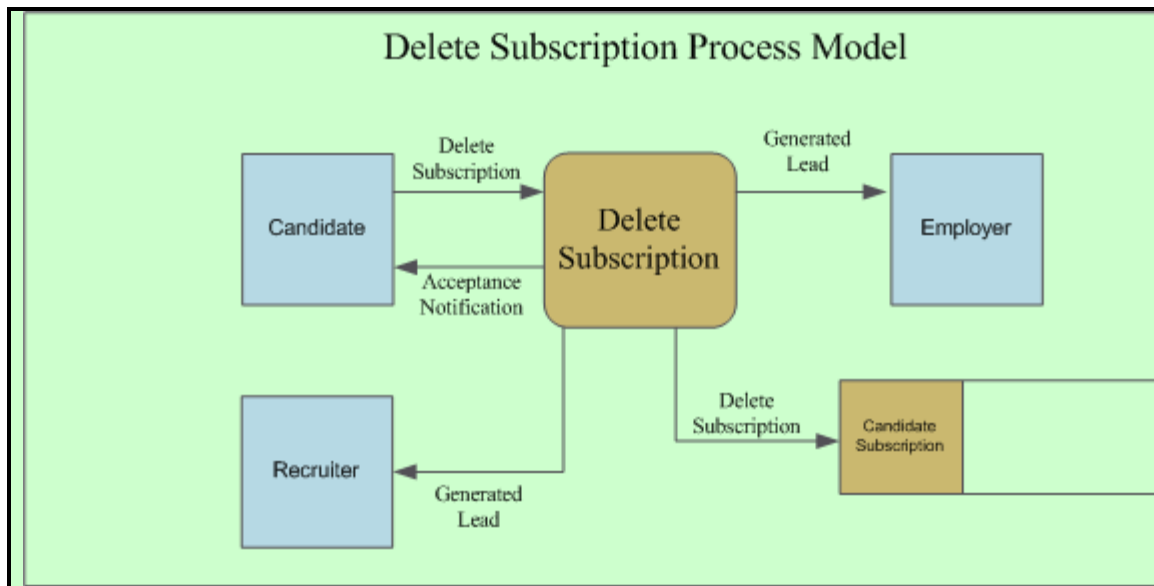 Delete Subscription Process Model
Delete
Subscription
Generated
Lead
Candidate
Delete
Subscription
Employer
Acceptance
Notification
Delete
Subscription
Candidate
Subscription
Recruiter
Generated
Lead